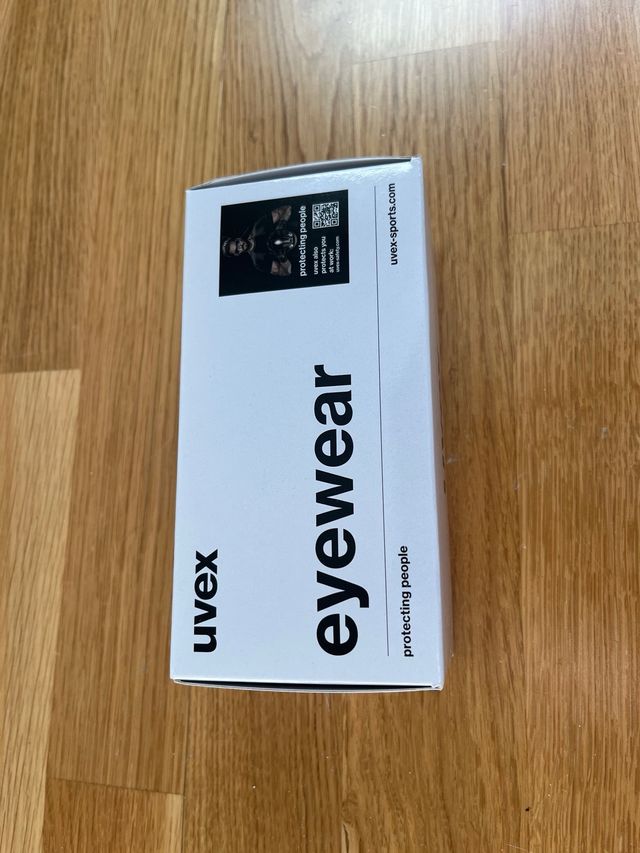 uvex
eyewear
protecting people
uvex also
protects you
at work:
uvex-safety.com
protecting people
uvex-sports.com